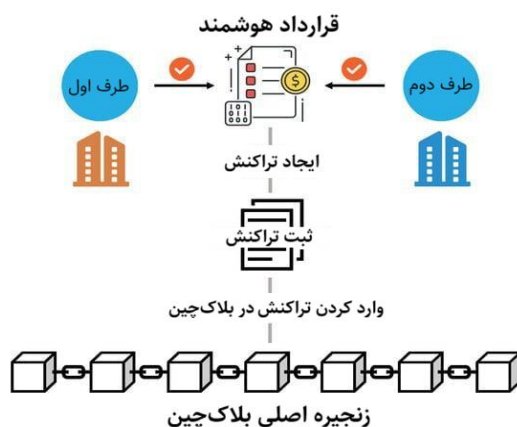 قرارداد هوشمند
طرف اول
طرف دوم
ایجاد تراکنش
ثبت تراکنش
وارد کردن تراکنش در بلاک‌چین
زنجیره اصلی بلاک‌چین